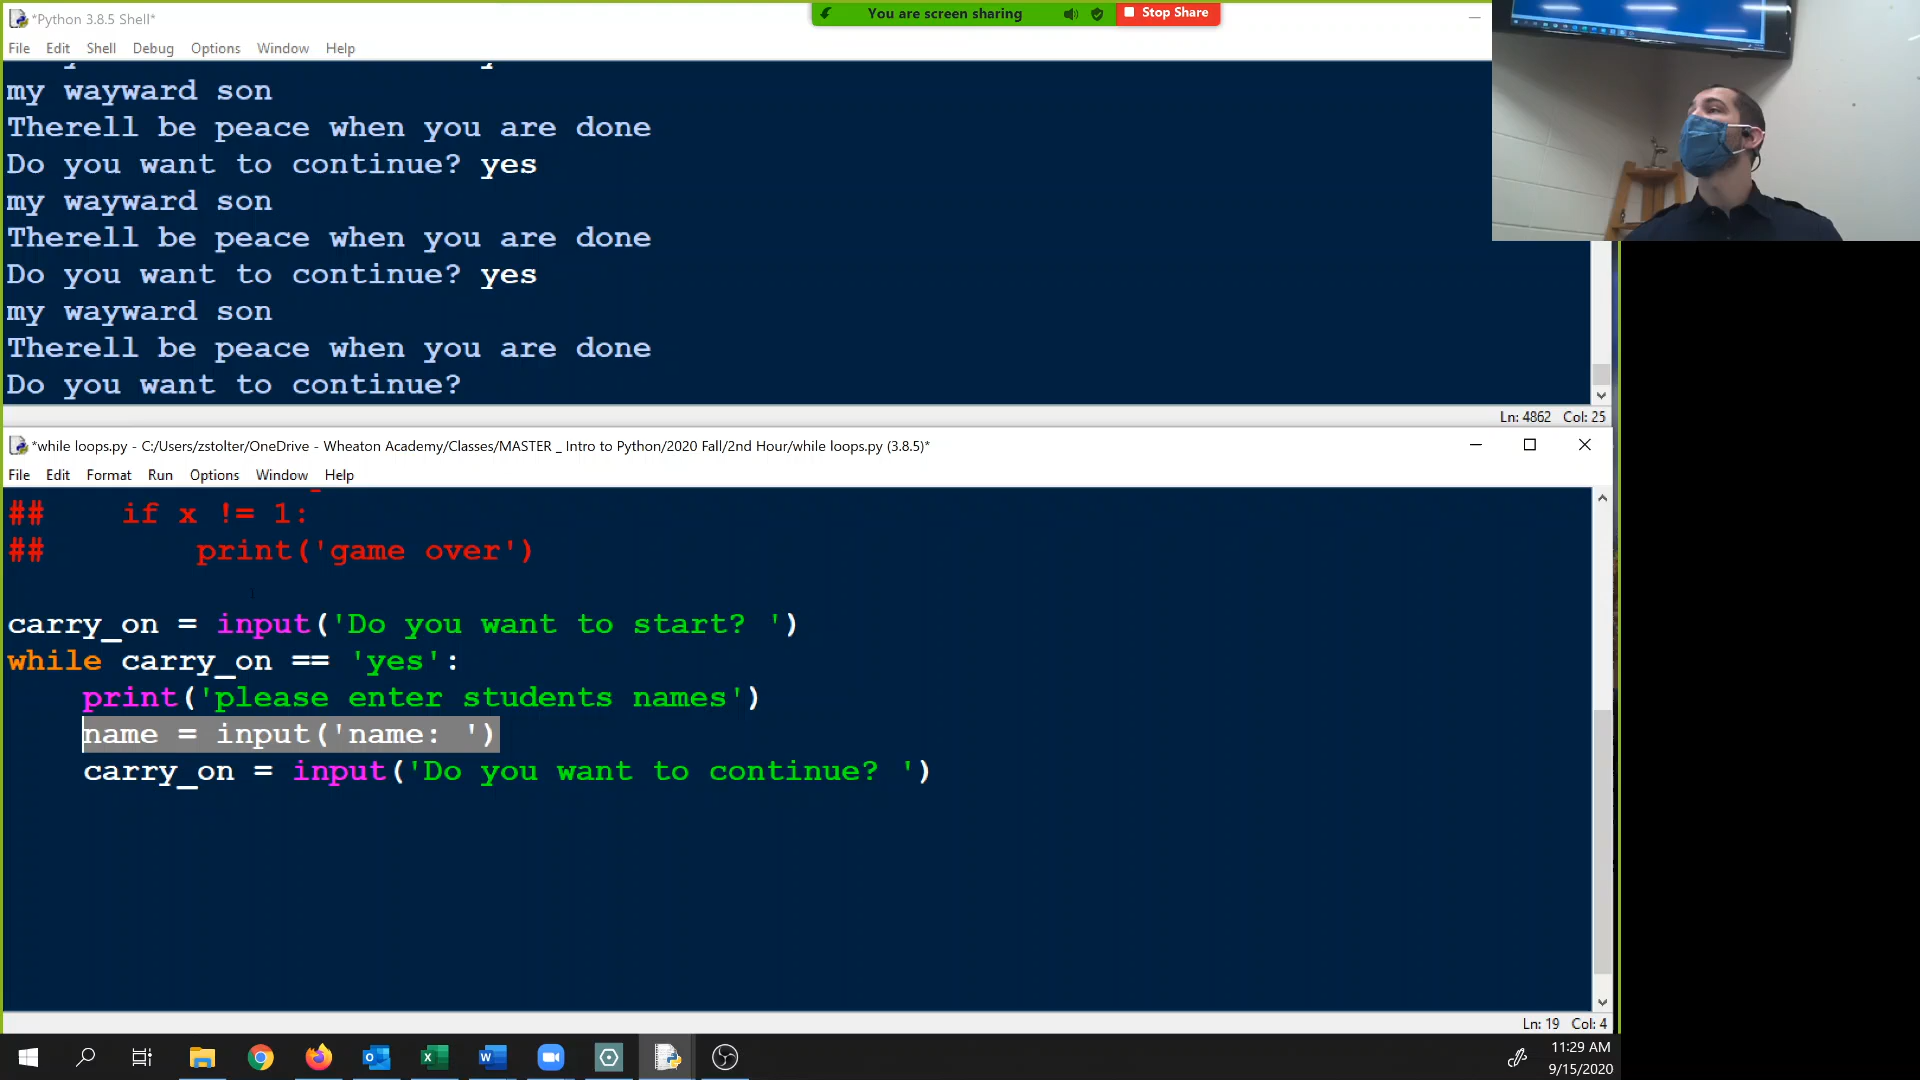 *Python 3.8.5 Shell*
You are screen sharing
Stop Share
File Edit Shell Debug Options Window Help
my wayward son
Therell be peace when you are done
Do you want to continue? yes
my wayward son
Therell be peace when you are done
Do you want to continue? yes
my wayward son
Therell be peace when you are done
Do you want to continue?
Ln: 4862 Col: 25
*while loops.py - C:/Users/zstolter/OneDrive - Wheaton Academy/Classes/MASTER _ Intro to Python/2020 Fall/2nd Hour/while loops.py (3.8.5)*
File Edit Format Run Options Window Help
##    if x != 1:
##        print('game over')
carry_on = input('Do you want to start? ')
while carry_on == 'yes':
    print('please enter students names')
    name = input('name: ')
    carry_on = input('Do you want to continue? ')
Ln: 19 Col: 4
11:29 AM
9/15/2020